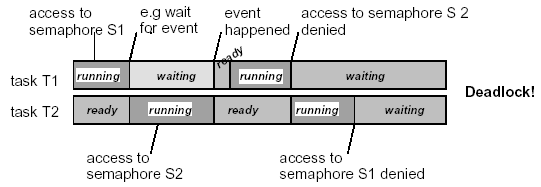 access to
semaphore S1
e.g wait
for event
event
happened
access to semaphore S 2
denied
task T1
running
waiting
ready
running
waiting
task T2
ready
running
ready
running
waiting
Deadlock!
access to
semaphore S2
access to
semaphore S1 denied